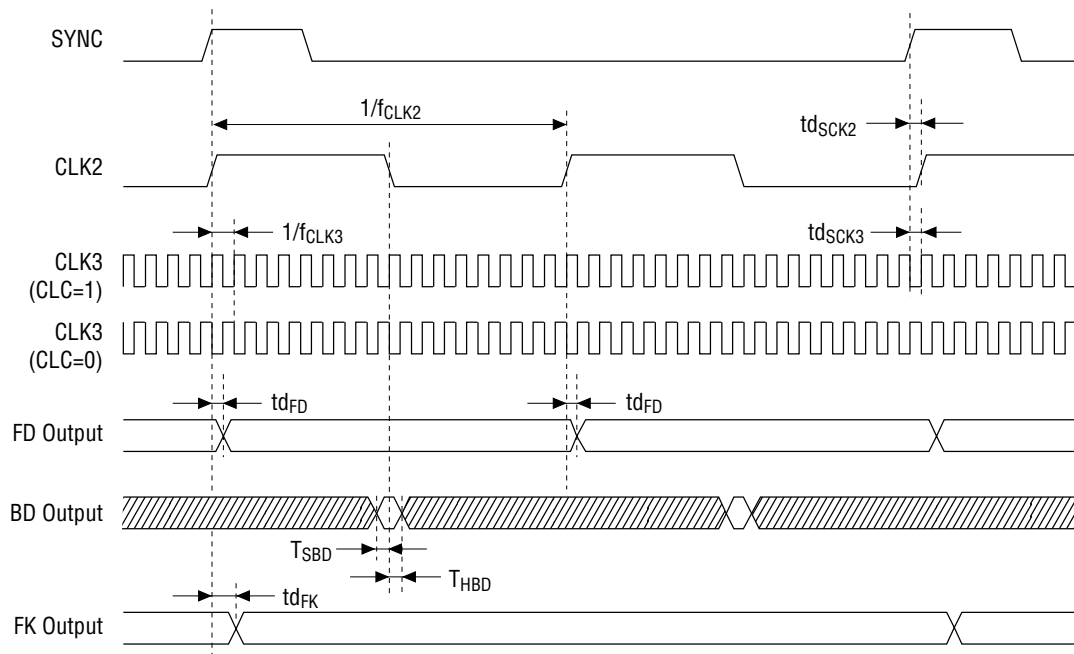 SYNC
1/fCLK2
tdSCK2
CLK2
1/fCLK3
tdSCK3
CLK3
(CLC=1)
CLK3
(CLC=0)
tdFD
tdFD
FD Output
BD Output
TSBD
THBD
tdFK
FK Output